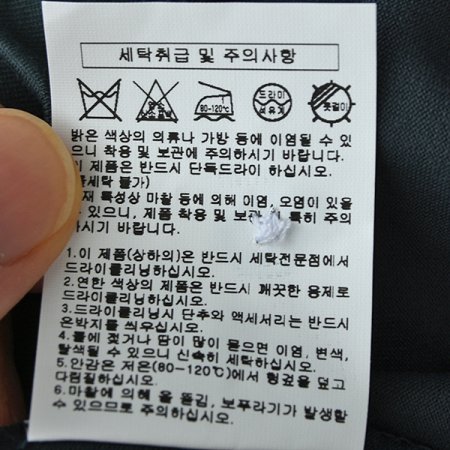 세탁취급 및 주의사항
80-120℃
드라이
석유계
옷걸이
밝은 색상의 의류나 가방 등에 이염될 수 있
으니 착용 및 보관에 주의하시기 바랍니다.
이 제품은 반드시 단독드라이 하십시오.
세탁 불가)
재 특성상 마찰 등에 의해 이염, 오염이 있을
있으니, 제품 착용 및 보관 특히 주의
하시기 바랍니다.
1.이 제품(상하의)은 반드시 세탁전문점에서
드라이클리닝하십시오.
2.연한 색상의 제품은 반드시 깨끗한 용제로
드라이클리닝하십시오.
3.드라이클리닝시 단추와 액세서리는 반드시
은박지를 씌우십시오.
4.물에 젖거나 땀이 많이 묻으면 이염, 변색,
탈색될 수 있으니 신속히 세탁하십시오.
5.안감은 저온(80-120℃)에서 헝겊을 덮고
다림질하십시오.
6.마찰에 의해 올 뜯김, 보푸라기가 발생할
수 있으므로 주의하십시오.